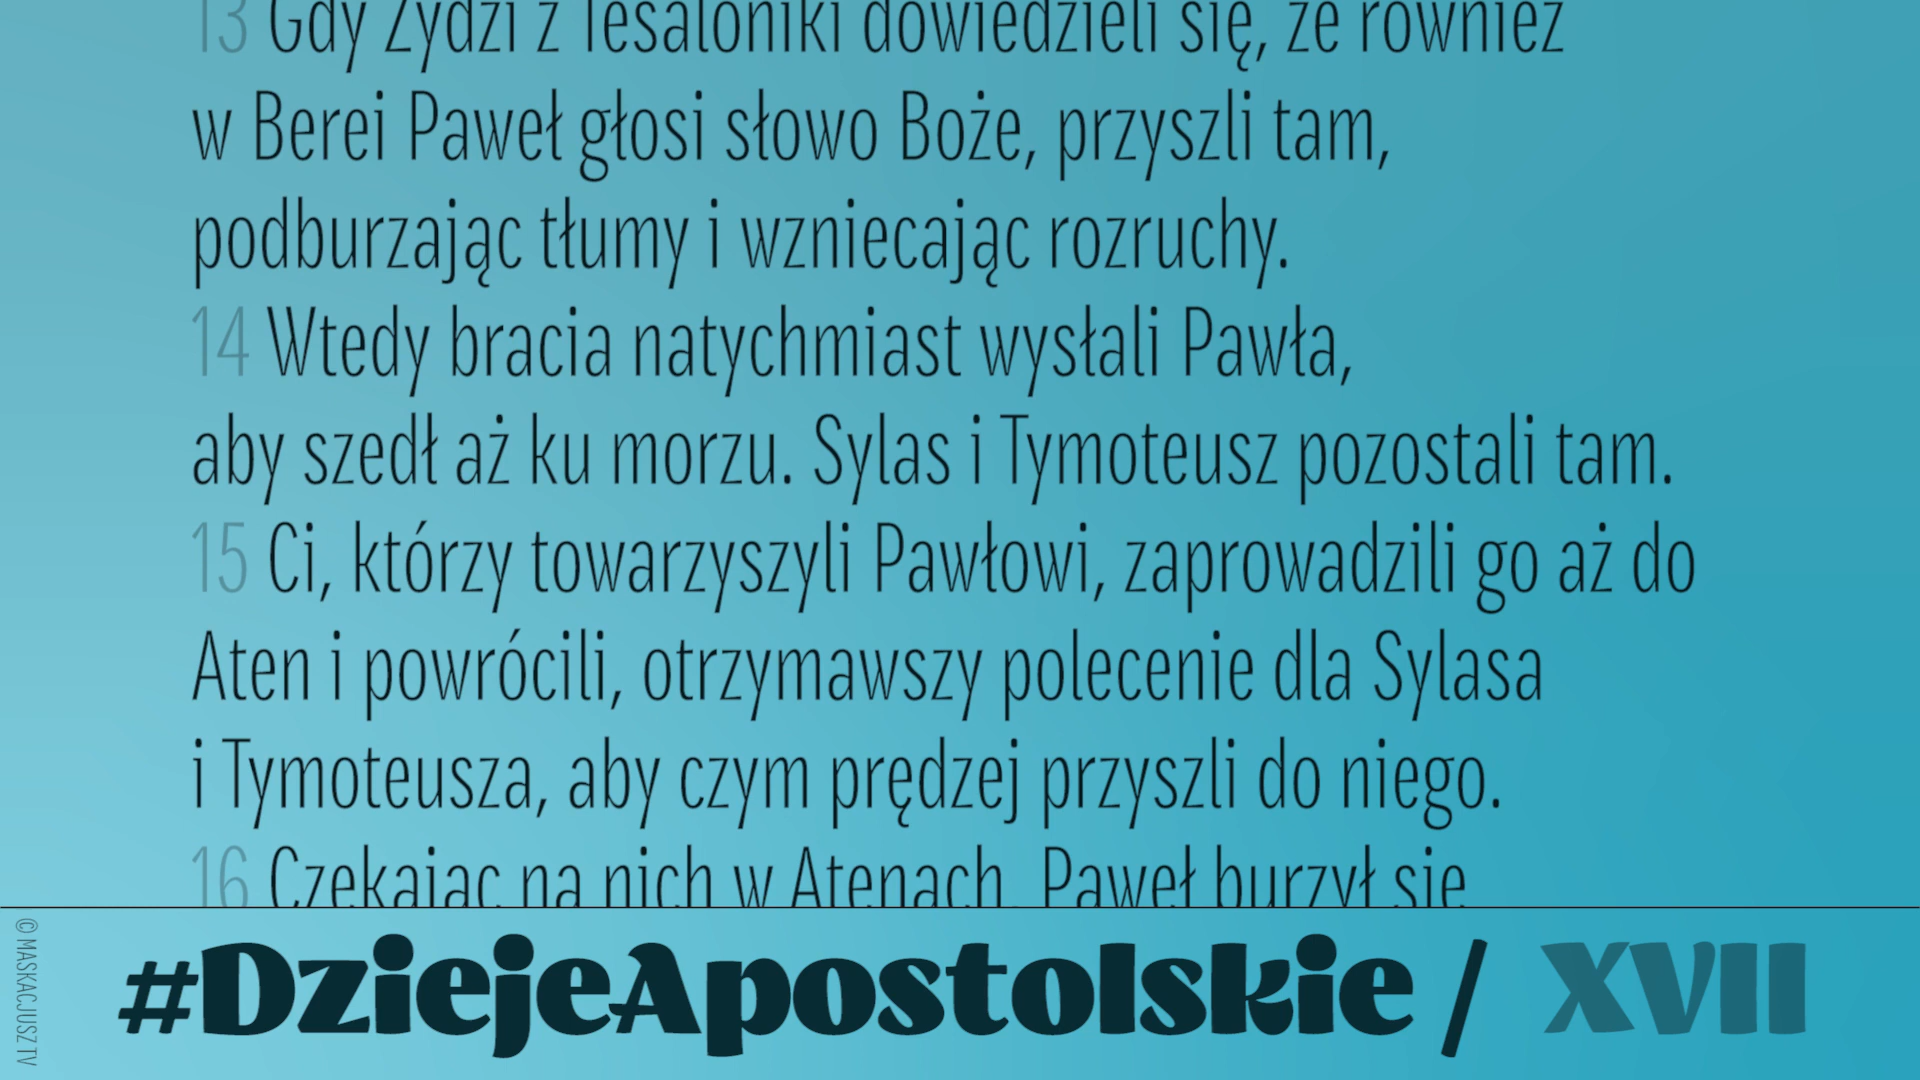 13 Gdy Żydzi z Tesaloniki dowiedzieli się, że również
w Berei Paweł głosi słowo Boże, przyszli tam,
podburzając tłumy i wzniecając rozruchy.
14 Wtedy bracia natychmiast wysłali Pawła,
aby szedł aż ku morzu. Sylas i Tymoteusz pozostali tam.
15 Ci, którzy towarzyszyli Pawłowi, zaprowadzili go aż do
Aten i powrócili, otrzymawszy polecenie dla Sylasa
i Tymoteusza, aby czym prędzej przyszli do niego.
16 Czekając na nich w Atenach, Paweł burzył się
#DziejeApostolskie / XVII
© MASKACJUSZ TV